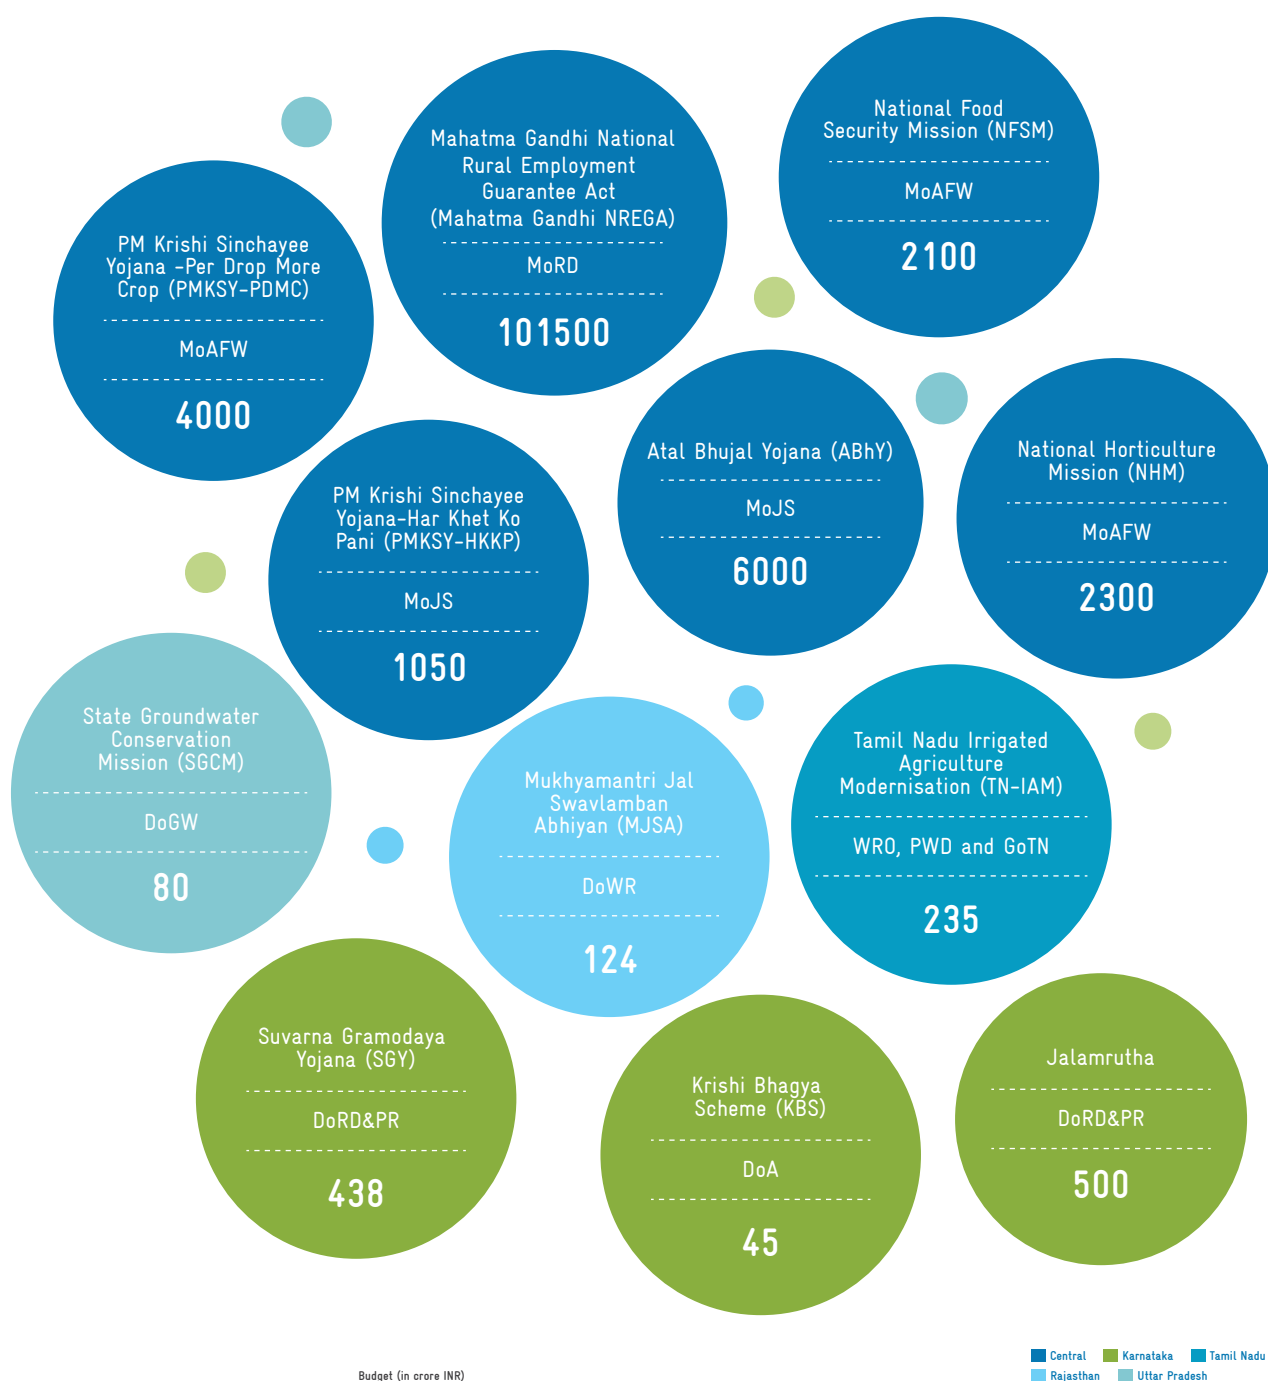 National Food
Security Mission (NFSM)
MoAFW
2100
Mahatma Gandhi National
Rural Employment
Guarantee Act
(Mahatma Gandhi NREGA)
MoRD
101500
PM Krishi Sinchayee
Yojana -Per Drop More
Crop (PMKSY-PDMC)
MoAFW
4000
Atal Bhujal Yojana (ABhY)
MoJS
6000
National Horticulture
Mission (NHM)
MoAFW
2300
PM Krishi Sinchayee
Yojana-Har Khet Ko
Pani (PMKSY-HKKP)
MoJS
1050
State Groundwater
Conservation
Mission (SGCM)
DoGW
80
Mukhyamantri Jal
Swavlamban
Abhiyan (MJSA)
DoWR
124
Tamil Nadu Irrigated
Agriculture
Modernisation (TN-IAM)
WRO, PWD and GoTN
235
Suvarna Gramodaya
Yojana (SGY)
DoRD&PR
438
Krishi Bhagya
Scheme (KBS)
DoA
45
Jalamrutha
DoRD&PR
500
Budget (in crore INR)
Central Karnataka Tamil Nadu
Rajasthan Uttar Pradesh